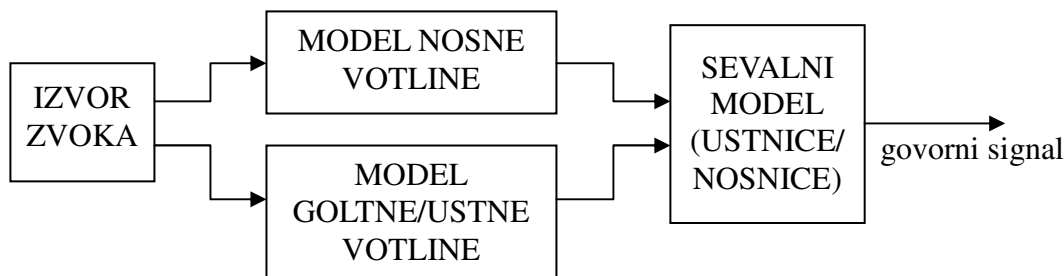 IZVOR
ZVOKA
MODEL NOSNE
VOTLINE
MODEL
GOLTNE/USTNE
VOTLINE
SEVALNI
MODEL
(USTNICE/
NOSNICE)
govorni signal